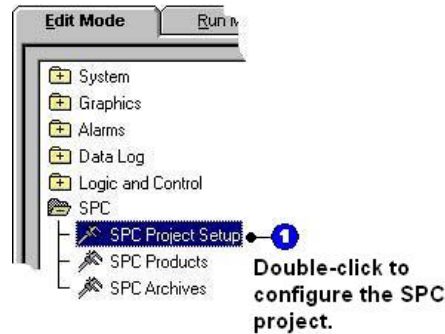 Edit Mode
Run
System
Graphics
Alarms
Data Log
Logic and Control
SPC
SPC Project Setup
1
SPC Products
Double-click to
configure the SPC
project.
SPC Archives